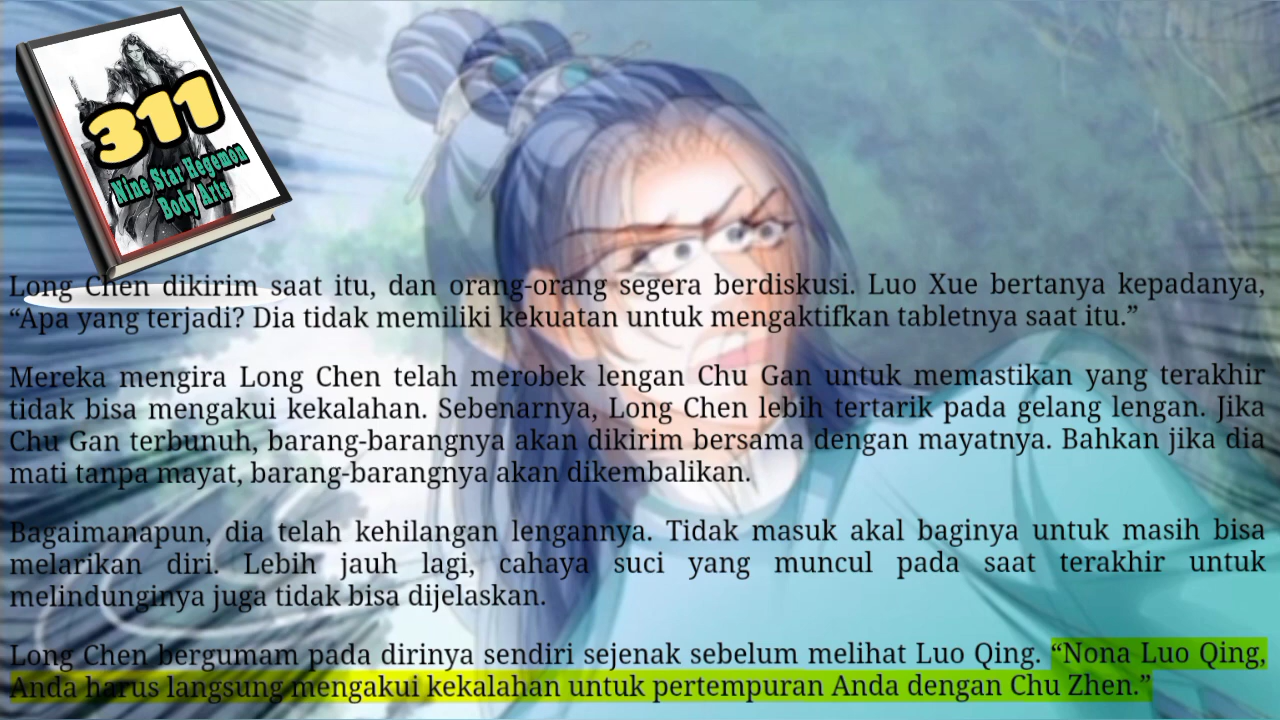 311
Nine Star Hegemon
Body Arts
Long Chen dikirim saat itu, dan orang-orang segera berdiskusi. Luo Xue bertanya kepadanya,
“Apa yang terjadi? Dia tidak memiliki kekuatan untuk mengaktifkan tabletnya saat itu.”
Mereka mengira Long Chen telah merobek lengan Chu Gan untuk memastikan yang terakhir
tidak bisa mengakui kekalahan. Sebenarnya, Long Chen lebih tertarik pada gelang lengan. Jika
Chu Gan terbunuh, barang-barangnya akan dikirim bersama dengan mayatnya. Bahkan jika dia
mati tanpa mayat, barang-barangnya akan dikembalikan.
Bagaimanapun, dia telah kehilangan lengannya. Tidak masuk akal baginya untuk masih bisa
melarikan diri. Lebih jauh lagi, cahaya suci yang muncul pada saat terakhir untuk
melindunginya juga tidak bisa dijelaskan.
Long Chen bergumam pada dirinya sendiri sejenak sebelum melihat Luo Qing. “Nona Luo Qing,
Anda harus langsung mengakui kekalahan untuk pertempuran Anda dengan Chu Zhen.”